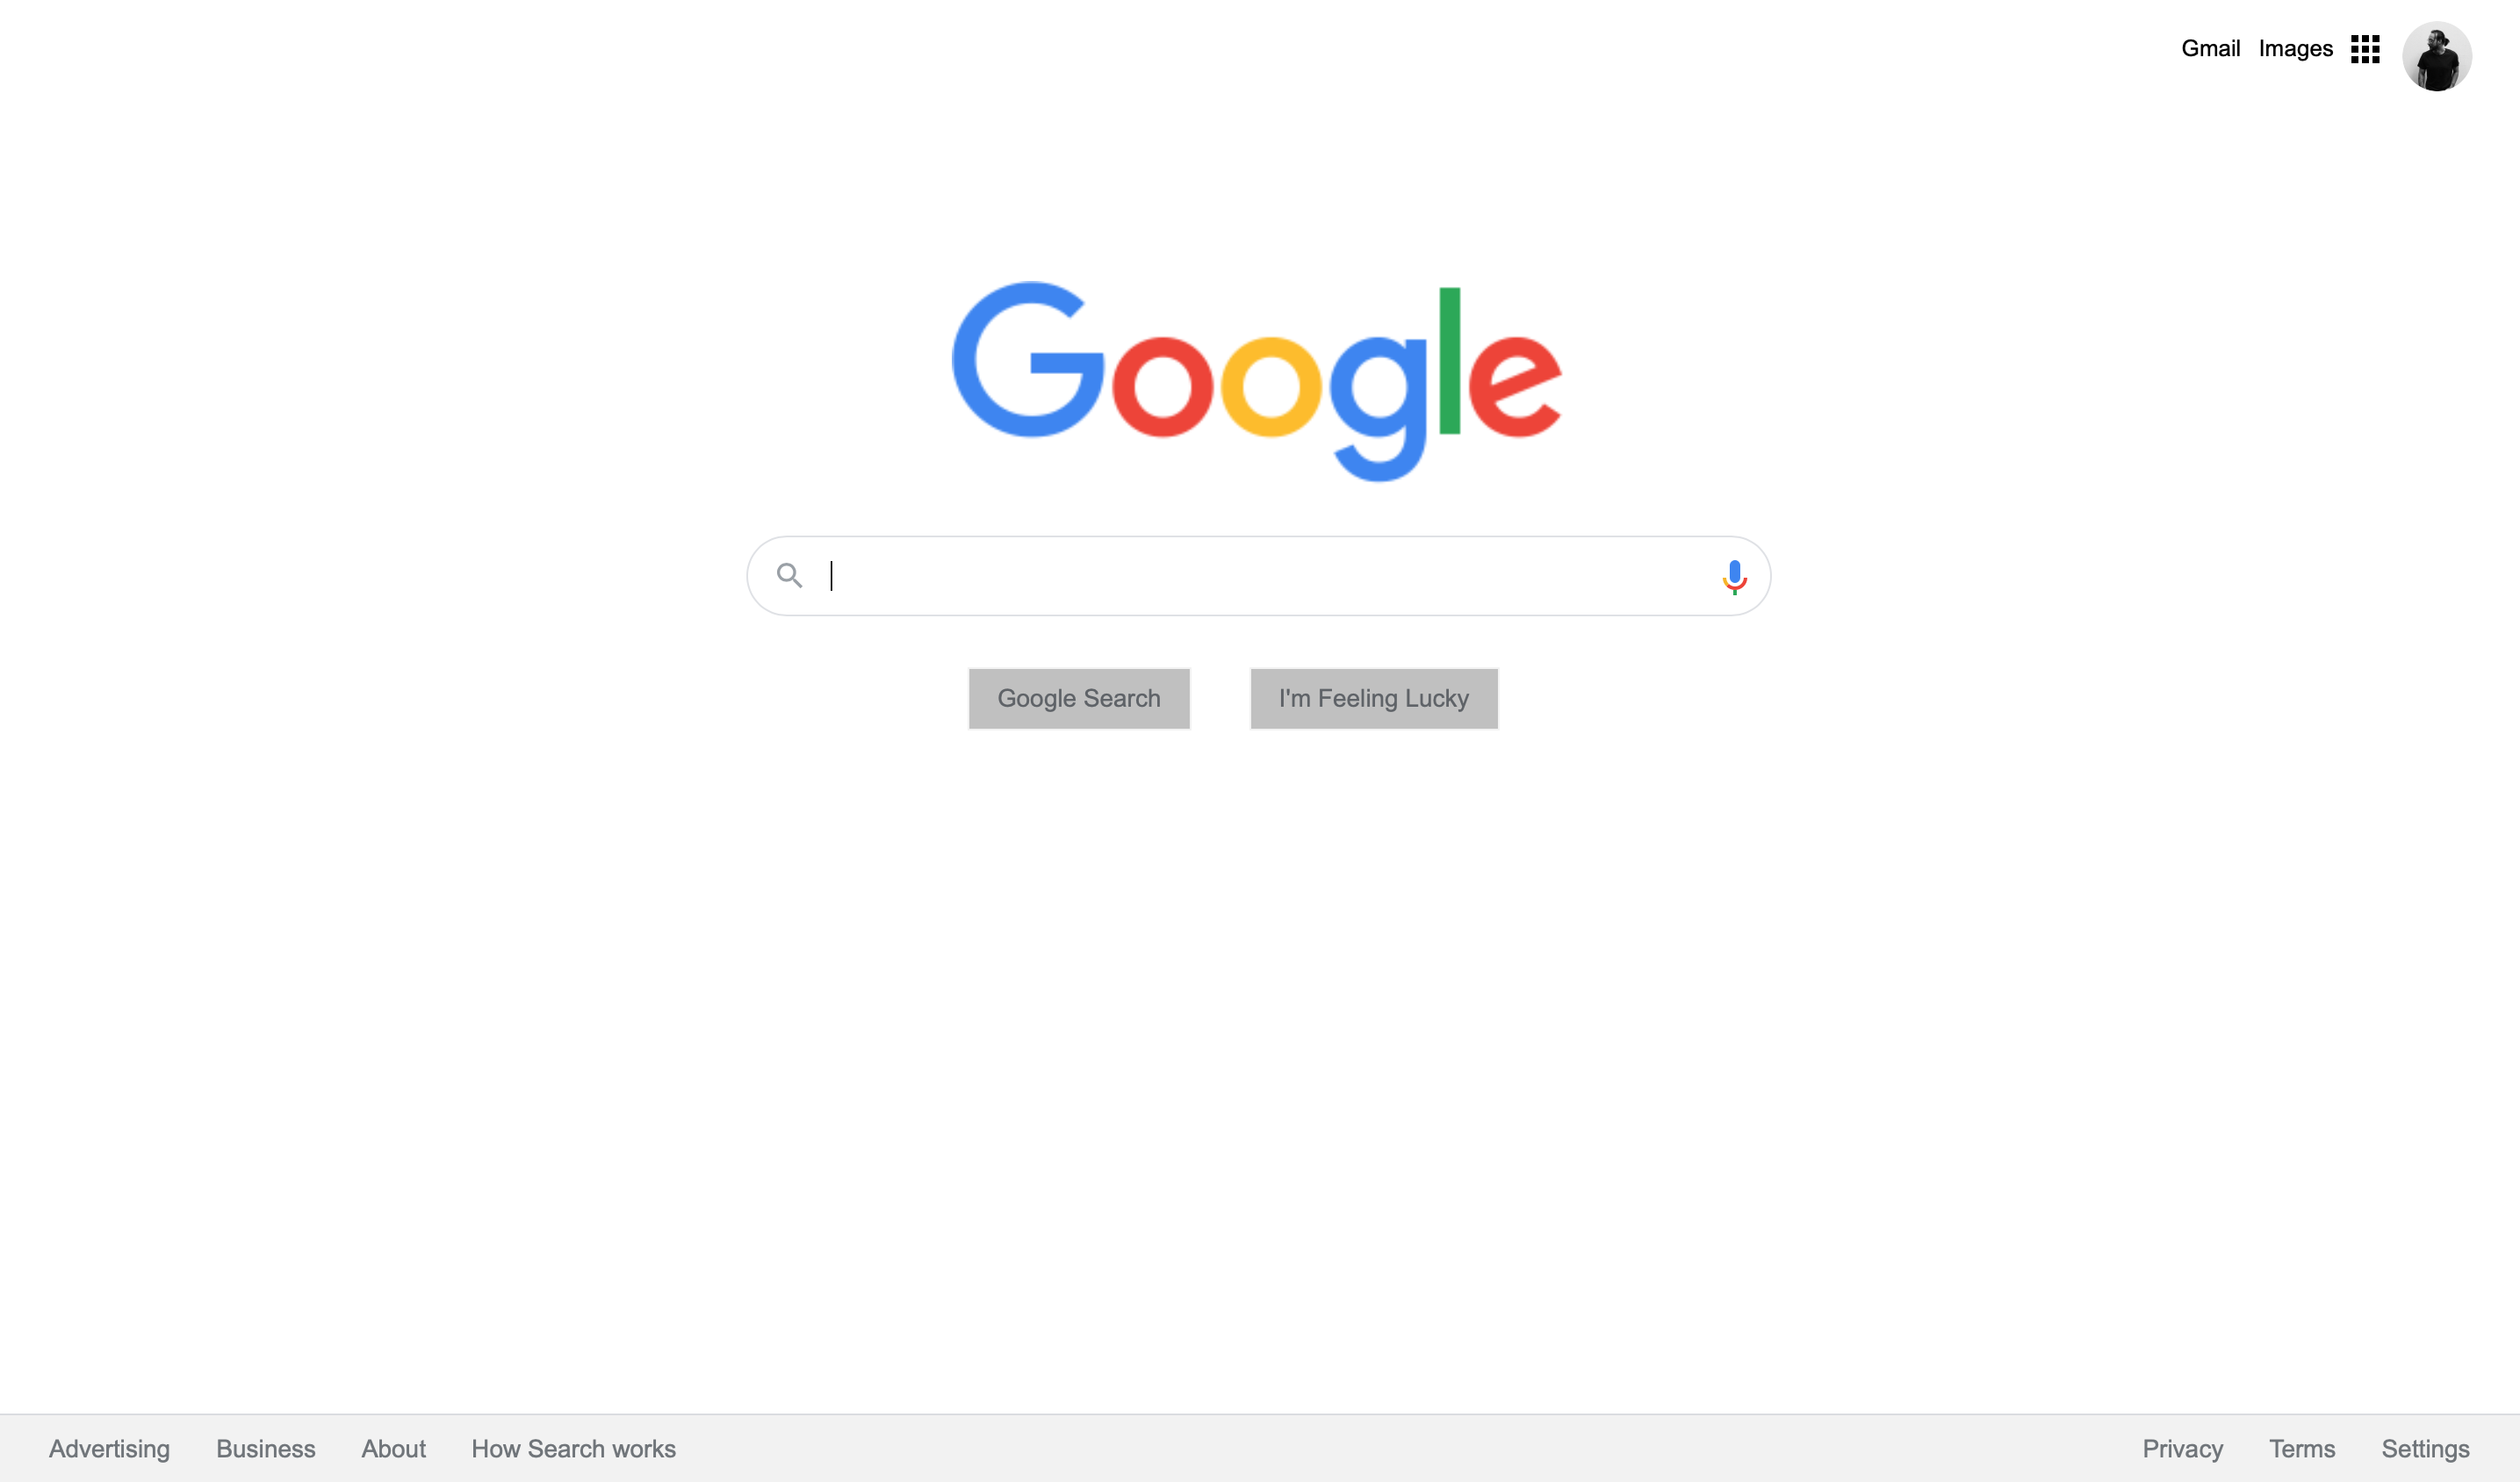 Gmail Images
Google
Google Search I'm Feeling Lucky
Advertising Business About How Search works Privacy Terms Settings